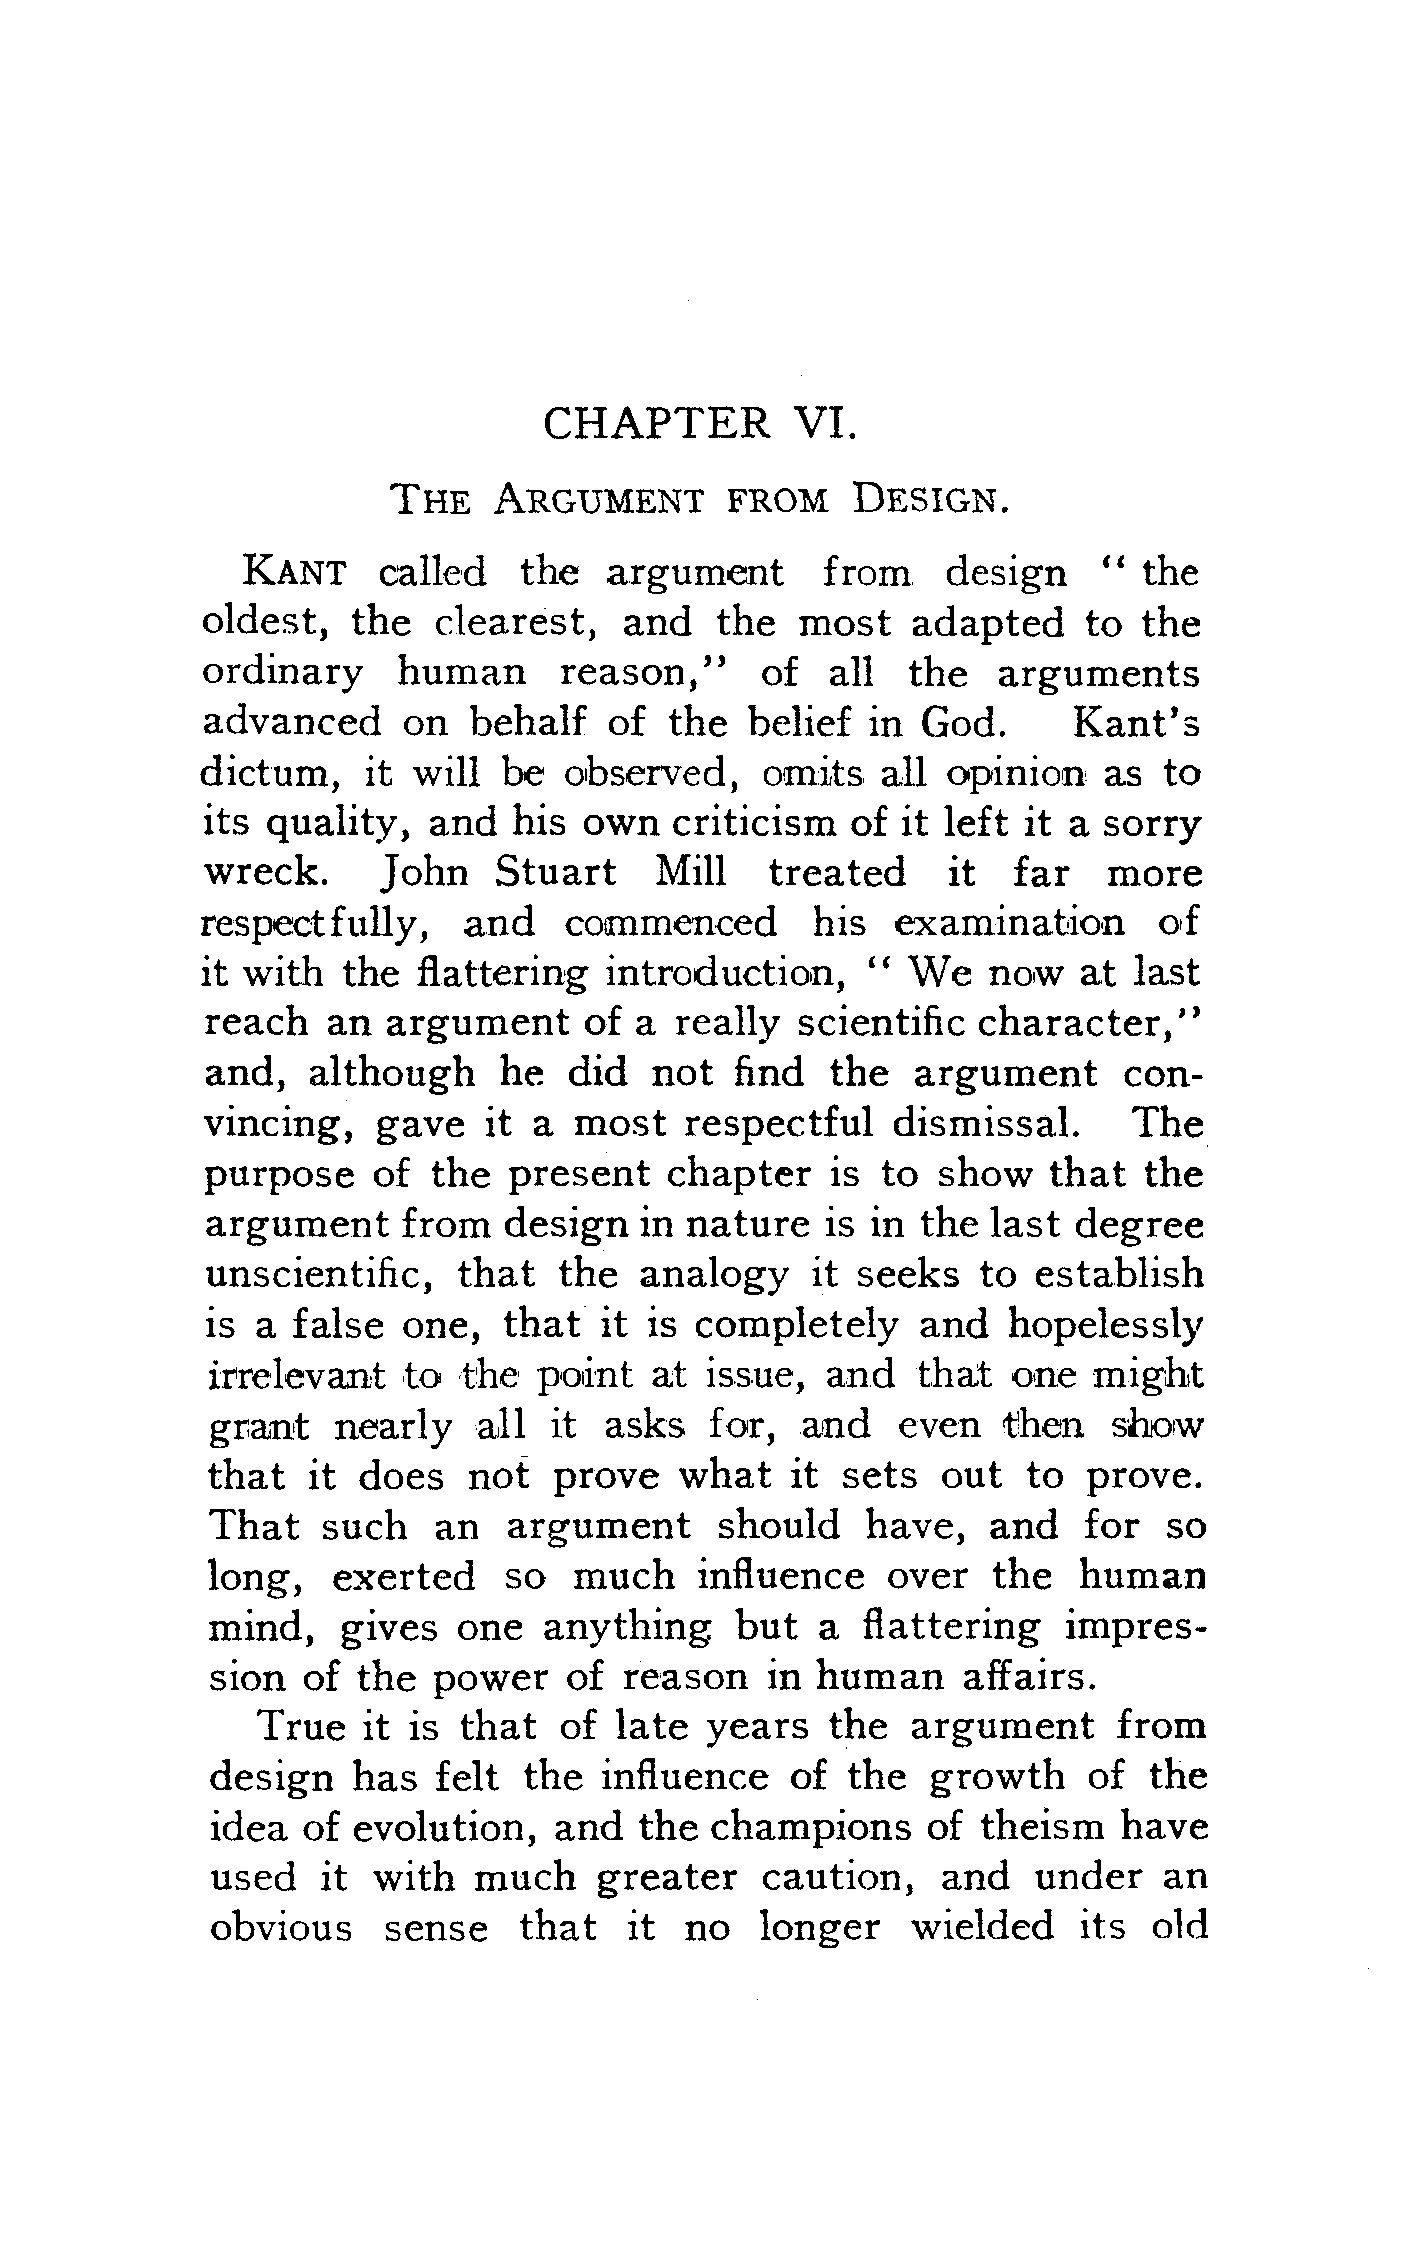 CHAPTER VI.
The Argument from Design.
Kant called the argument from design " the
oldest, the clearest, and the most adapted to the
ordinary human reason," of all the arguments
advanced on behalf of the belief in God. Kant's
dictum, it will be observed, omits all opinion as to
its quality, and his own criticism of it left it a sorry
wreck. John Stuart Mill treated it far more
respectfully, and commenced his examination of
it with the flattering introduction, " We now at last
reach an argument of a really scientific character,"
and, although he did not find the argument con-
vincing, gave it a most respectful dismissal. The
purpose of the present chapter is to show that the
argument from design in nature is in the last degree
unscientific, that the analogy it seeks to establish
is a false one, that it is completely and hopelessly
irrelevant to the point at issue, and that one might
grant nearly all it asks for, and even then show
that it does not prove what it sets out to prove.
That such an argument should have, and for so
long, exerted so much influence over the human
mind, gives one anything but a flattering impres-
sion of the power of reason in human affairs.
True it is that of late years the argument from
design has felt the influence of the growth of the
idea of evolution, and the champions of theism have
used it with much greater caution, and under an
obvious sense that it no longer wielded its old